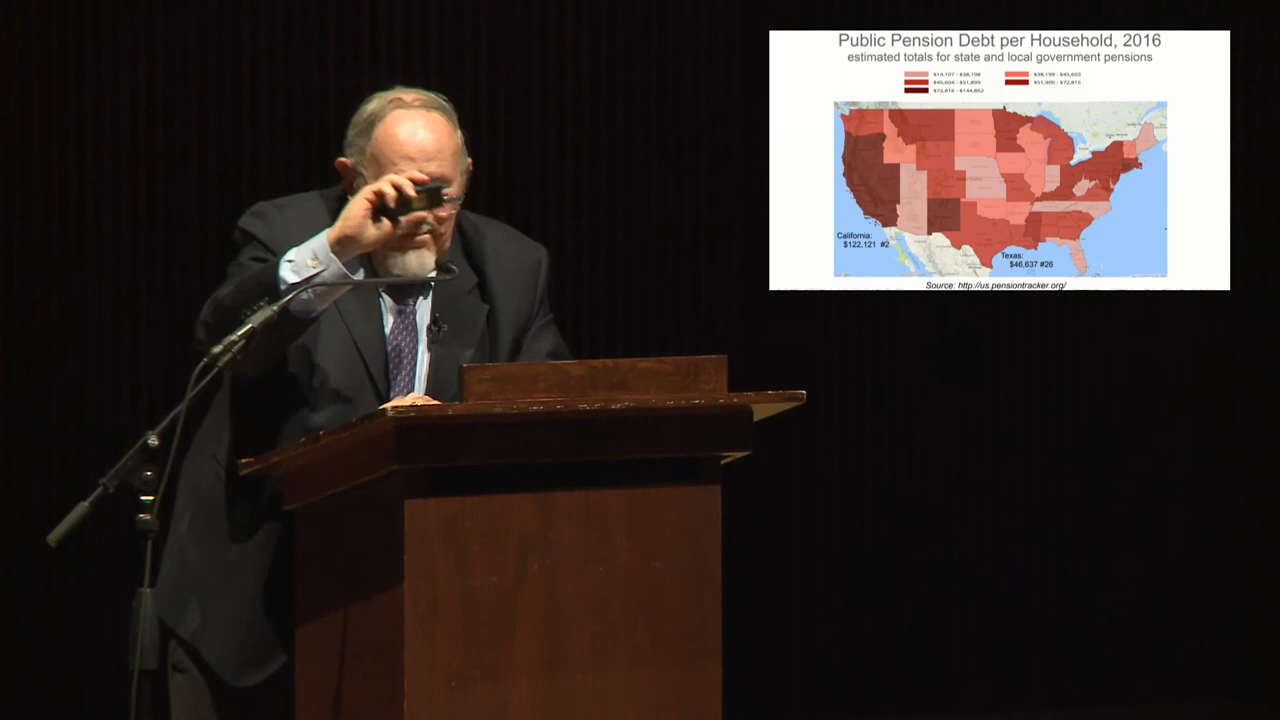 Public Pension Debt per Household, 2016
estimated totals for state and local government pensions
$14,107 - $38,198
$38,199 - $45,603
$45,604 - $51,899
$51,900 - $72,815
$72,816 - $144,862
California:
$122,121 #2
Texas:
$46,637 #26
Source: http://us.pensiontracker.org/